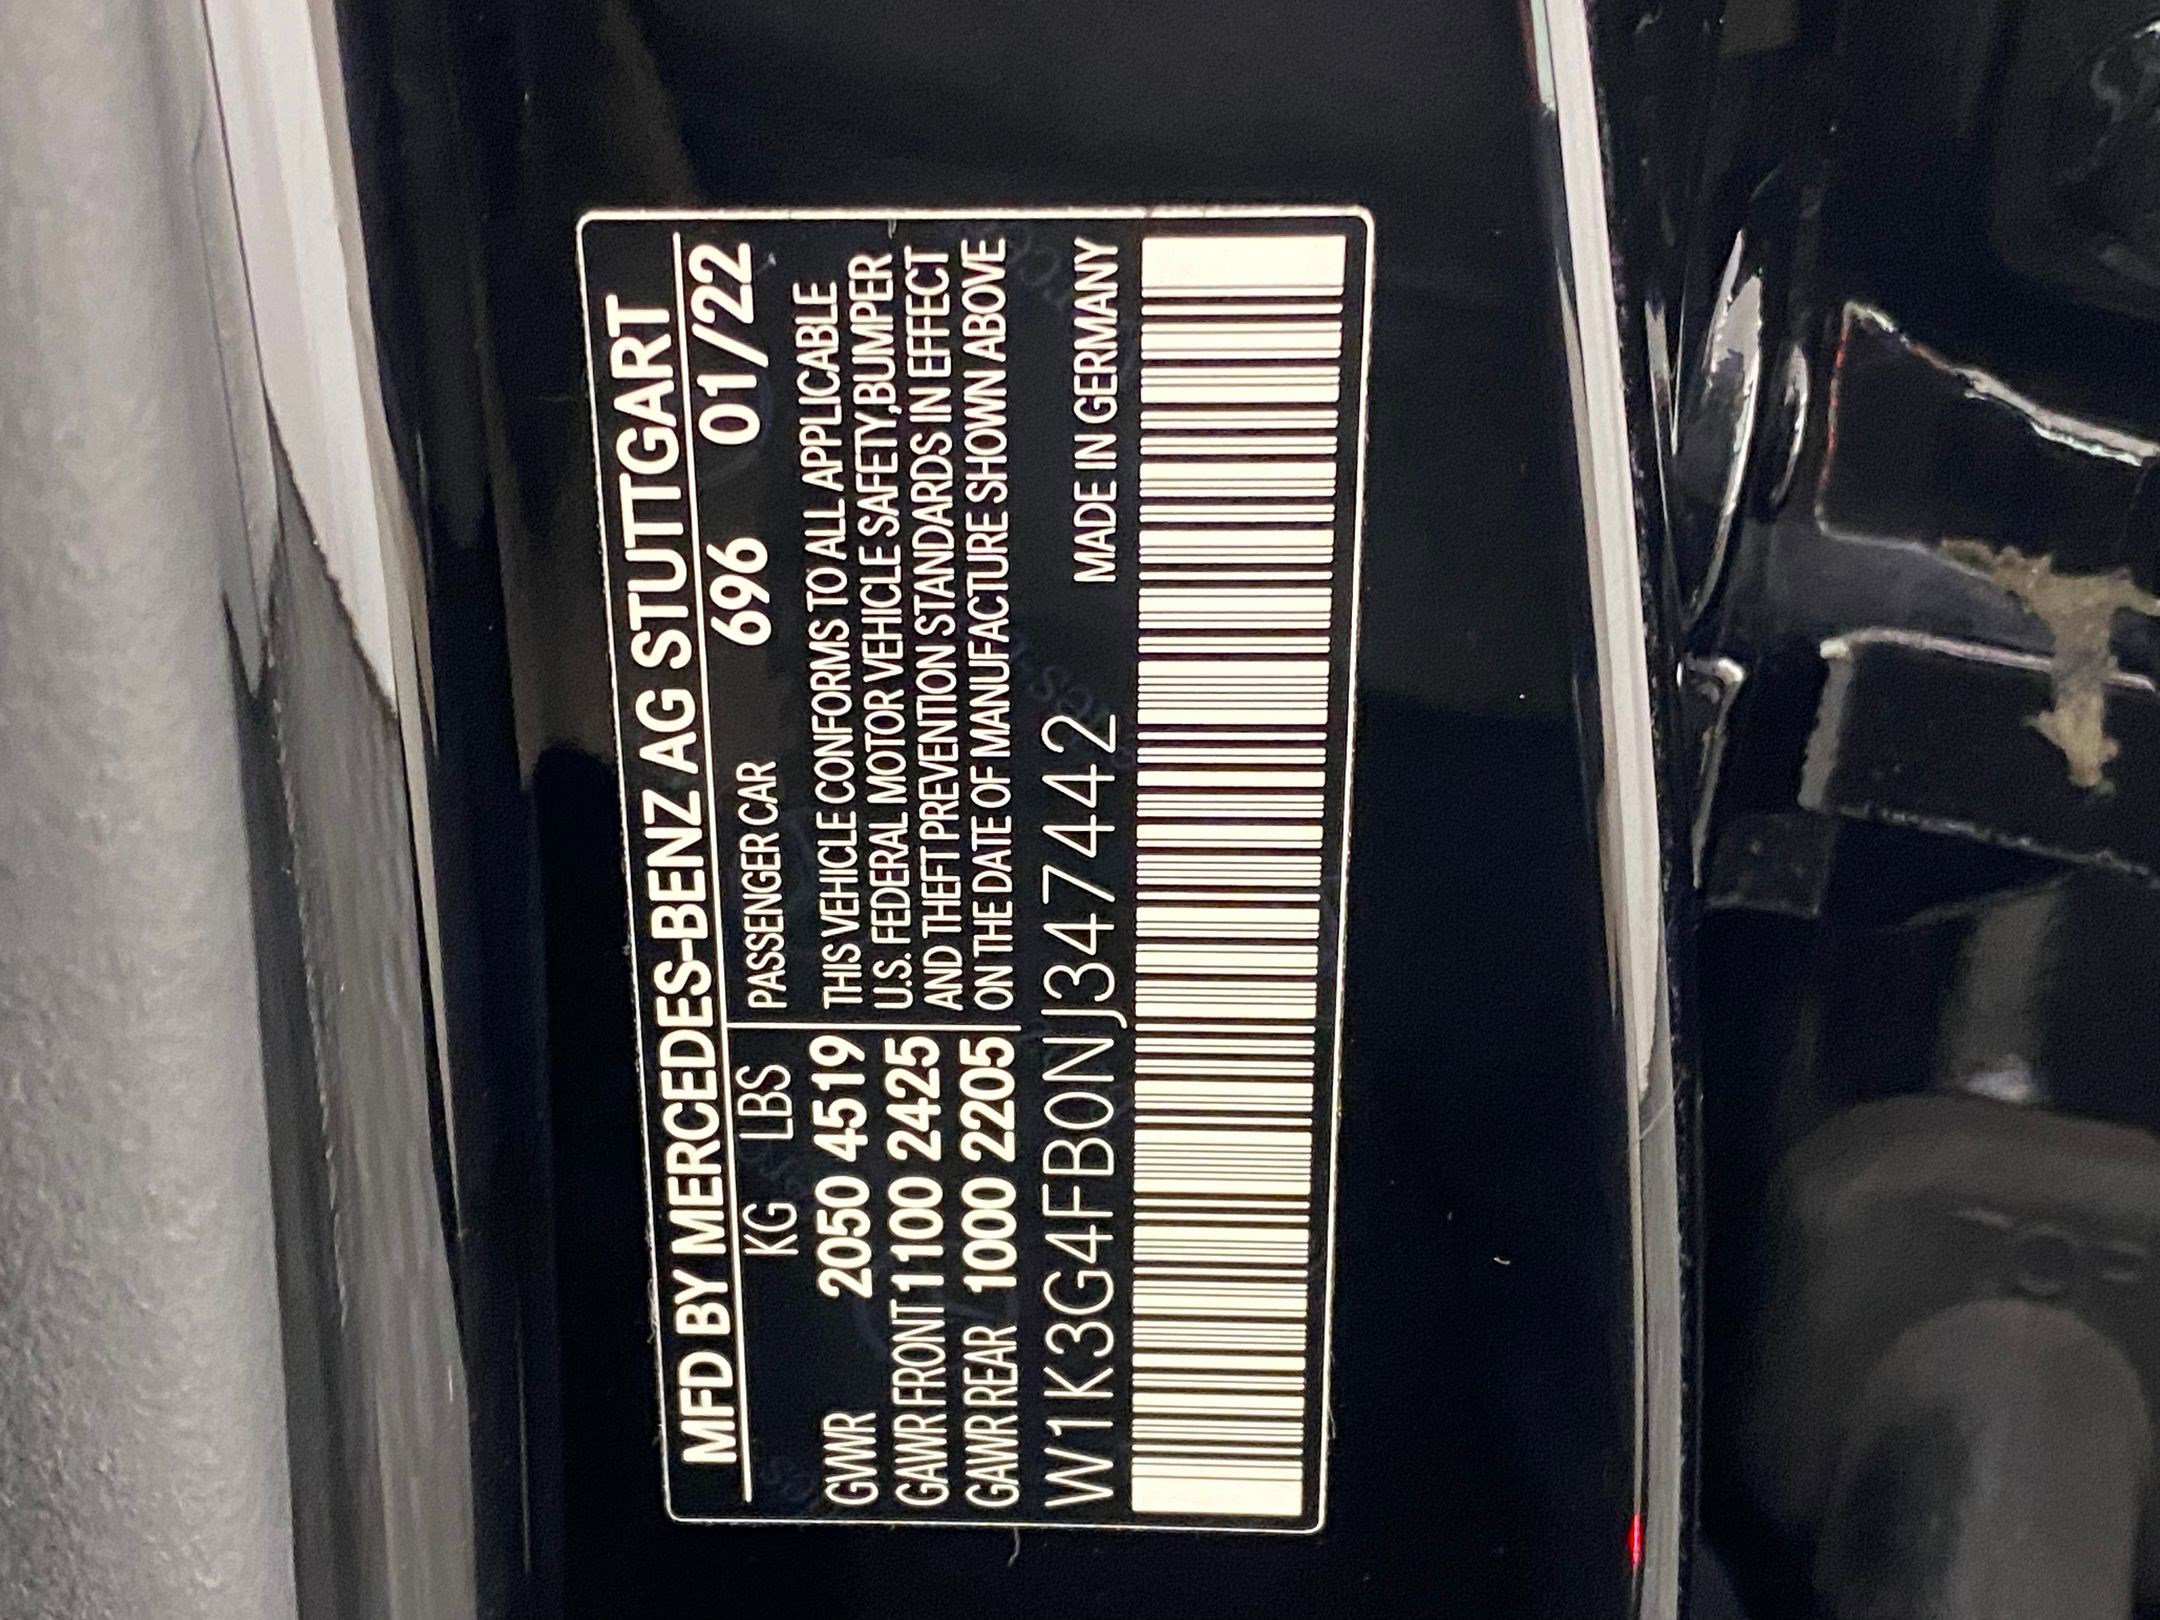 MFD BY MERCEDES-BENZ AG STUTTGART
KG LBS PASSENGER CAR 696 01/22
GVWR 2050 4519 THIS VEHICLE CONFORMS TO ALL APPLICABLE
U.S. FEDERAL MOTOR VEHICLE SAFETY,BUMPER
GAWR FRONT 1100 2425 AND THEFT PREVENTION STANDARDS IN EFFECT
GAWR REAR 1000 2205 ON THE DATE OF MANUFACTURE SHOWN ABOVE
W1K3G4FB0NJ347442 MADE IN GERMANY